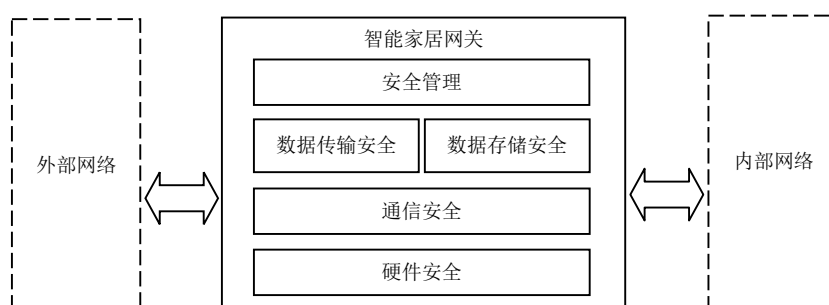 智能家居网关
安全管理
数据传输安全
数据存储安全
外部网络
内部网络
通信安全
硬件安全